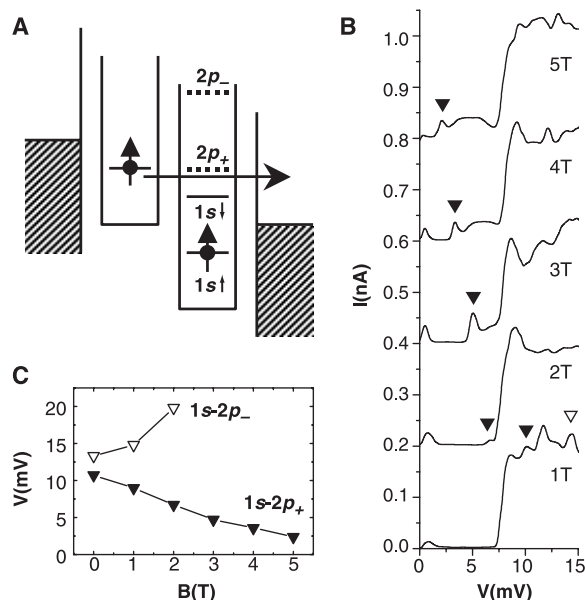 A
2p–
2p+
1s↓
1s↑
B
1.0
0.9
0.8
0.7
0.6
0.5
0.4
0.3
0.2
0.1
0.0
I(nA)
5T
4T
3T
2T
1T
0
5
10
15
V(mV)
C
20
15
10
5
0
V(mV)
1s-2p–
1s-2p+
0
1
2
3
4
5
B(T)